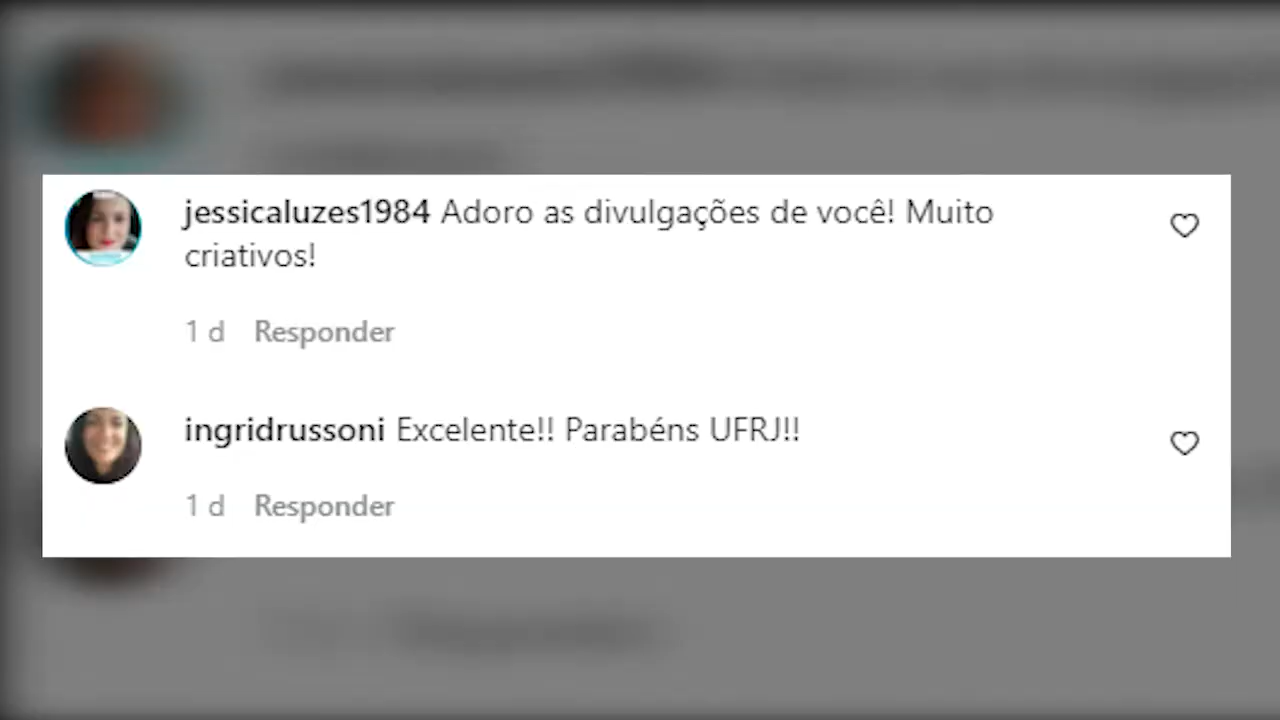 jessicaluzes1984 Adoro as divulgações de você! Muito
criativos!
1 d Responder
ingridrussoni Excelente!! Parabéns UFRJ!!
1 d Responder